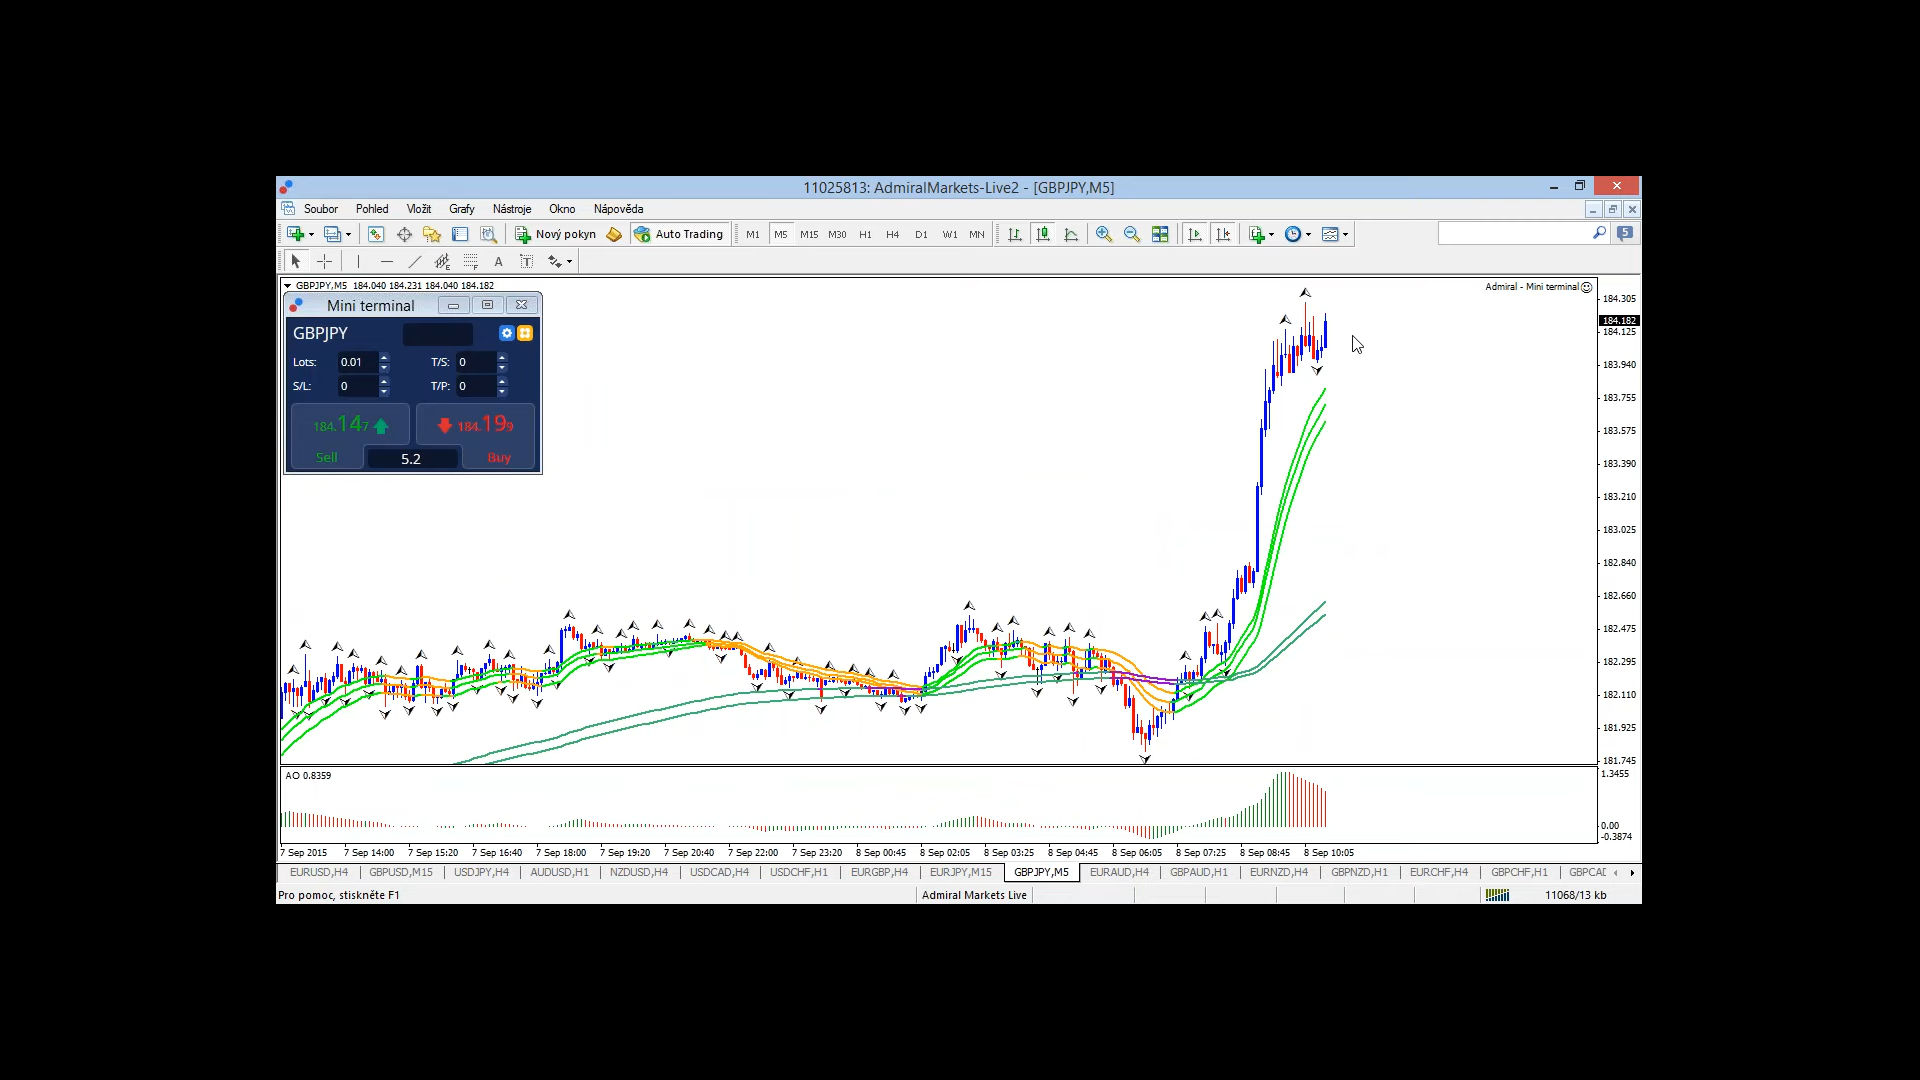 11025813: AdmiralMarkets-Live2 - [GBPJPY,M5]
Soubor Pohled Vložit Grafy Nástroje Okno Nápověda
Nový pokyn Auto Trading M1 M5 M15 M30 H1 H4 D1 W1 MN 5
E F A T
GBPJPY,M5 184.040 184.231 184.040 184.182
Admiral - Mini terminal
Mini terminal
GBPJPY
Lots: 0.01 T/S: 0
S/L: 0 T/P: 0
184.147 184.199
Sell 5.2 Buy
184.305
184.182
184.125
183.940
183.755
183.575
183.390
183.210
183.025
182.840
182.660
182.475
182.295
182.110
181.925
181.745
AO 0.8359
1.3455
0.00
-0.3874
7 Sep 2015 7 Sep 14:00 7 Sep 15:20 7 Sep 16:40 7 Sep 18:00 7 Sep 19:20 7 Sep 20:40 7 Sep 22:00 7 Sep 23:20 8 Sep 00:45 8 Sep 02:05 8 Sep 03:25 8 Sep 04:45 8 Sep 06:05 8 Sep 07:25 8 Sep 08:45 8 Sep 10:05
EURUSD,H4 GBPUSD,M15 USDJPY,H4 AUDUSD,H1 NZDUSD,H4 USDCAD,H4 USDCHF,H1 EURGBP,H4 EURJPY,M15 GBPJPY,M5 EURAUD,H4 GBPAUD,H1 EURNZD,H4 GBPNZD,H1 EURCHF,H4 GBPCHF,H1 GBPCAD
Pro pomoc, stiskněte F1 Admiral Markets Live 11068/13 kb